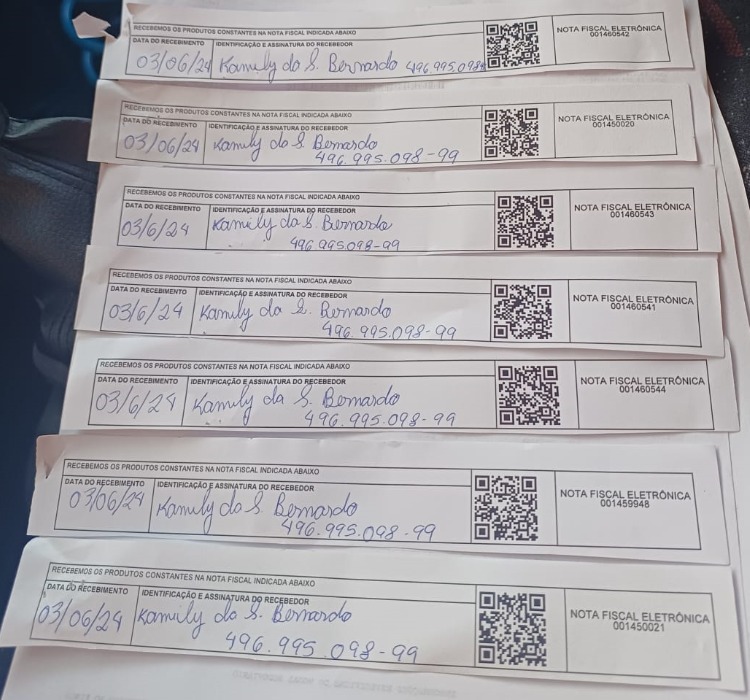 RECEBEMOS OS PRODUTOS CONSTANTES NA NOTA FISCAL INDICADA ABAIXO
DATA DO RECEBIMENTO IDENTIFICAÇÃO E ASSINATURA DO RECEBEDOR
03/06/24 Kamily da S. Bernardo 496.995.098
NOTA FISCAL ELETRÔNICA
001460542
RECEBEMOS OS PRODUTOS CONSTANTES NA NOTA FISCAL INDICADA ABAIXO
DATA DO RECEBIMENTO IDENTIFICAÇÃO E ASSINATURA DO RECEBEDOR
03/06/24 Kamily da S. Bernardo
496.995.098-99
NOTA FISCAL ELETRÔNICA
001450020
RECEBEMOS OS PRODUTOS CONSTANTES NA NOTA FISCAL INDICADA ABAIXO
DATA DO RECEBIMENTO IDENTIFICAÇÃO E ASSINATURA DO RECEBEDOR
03/6/24 Kamily da S. Bernardo
496.995.098-99
NOTA FISCAL ELETRÔNICA
001460543
RECEBEMOS OS PRODUTOS CONSTANTES NA NOTA FISCAL INDICADA ABAIXO
DATA DO RECEBIMENTO IDENTIFICAÇÃO E ASSINATURA DO RECEBEDOR
03/6/24 Kamily da S. Bernardo
496.995.098-99
NOTA FISCAL ELETRÔNICA
001460541
RECEBEMOS OS PRODUTOS CONSTANTES NA NOTA FISCAL INDICADA ABAIXO
DATA DO RECEBIMENTO IDENTIFICAÇÃO E ASSINATURA DO RECEBEDOR
03/6/24 Kamily da S. Bernardo
496.995.098-99
NOTA FISCAL ELETRÔNICA
001460544
RECEBEMOS OS PRODUTOS CONSTANTES NA NOTA FISCAL INDICADA ABAIXO
DATA DO RECEBIMENTO IDENTIFICAÇÃO E ASSINATURA DO RECEBEDOR
03/06/24 Kamily da S. Bernardo
496.995.098-99
NOTA FISCAL ELETRÔNICA
001459948
RECEBEMOS OS PRODUTOS CONSTANTES NA NOTA FISCAL INDICADA ABAIXO
DATA DO RECEBIMENTO IDENTIFICAÇÃO E ASSINATURA DO RECEBEDOR
03/06/24 Kamily da S. Bernardo
496.995.098-99
NOTA FISCAL ELETRÔNICA
001450021